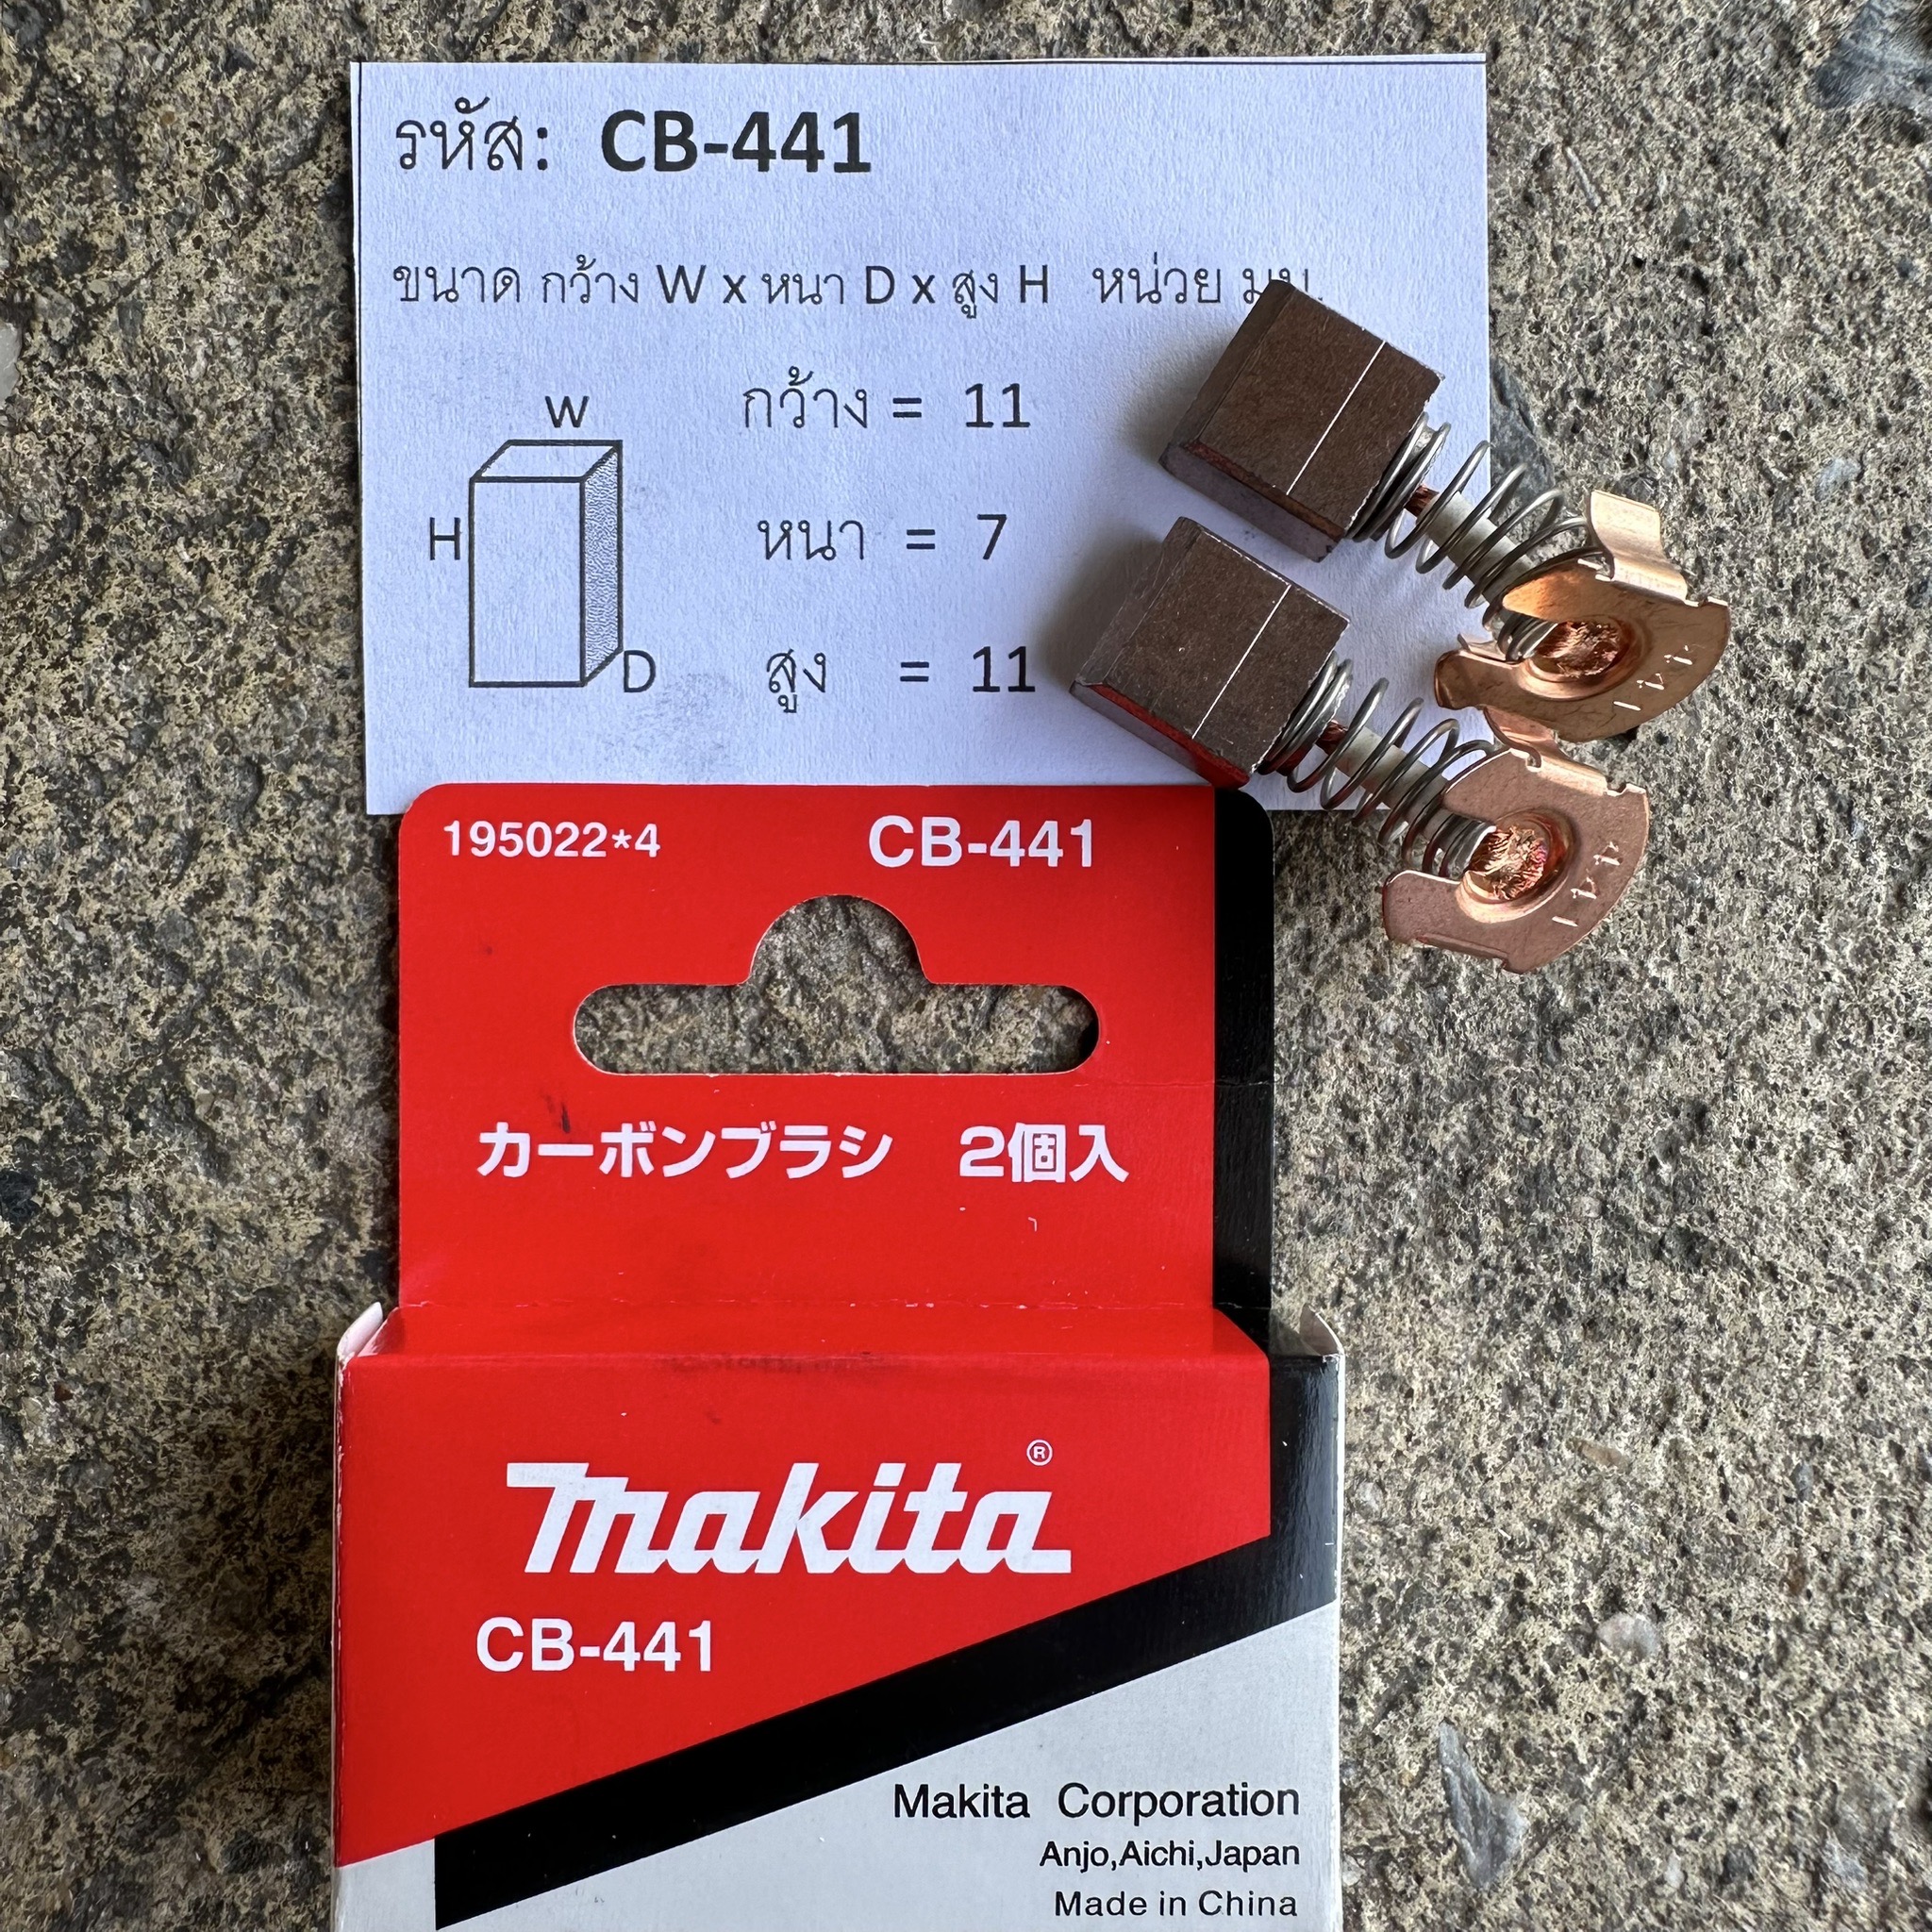 รหัส: CB-441
ขนาด กว้าง W x หนา D x สูง H หน่วย มม.
W
กว้าง = 11
H
หนา = 7
D
สูง = 11
441
441
195022*4 CB-441
カーボンブラシ 2個入
makita®
CB-441
Makita Corporation
Anjo,Aichi,Japan
Made in China